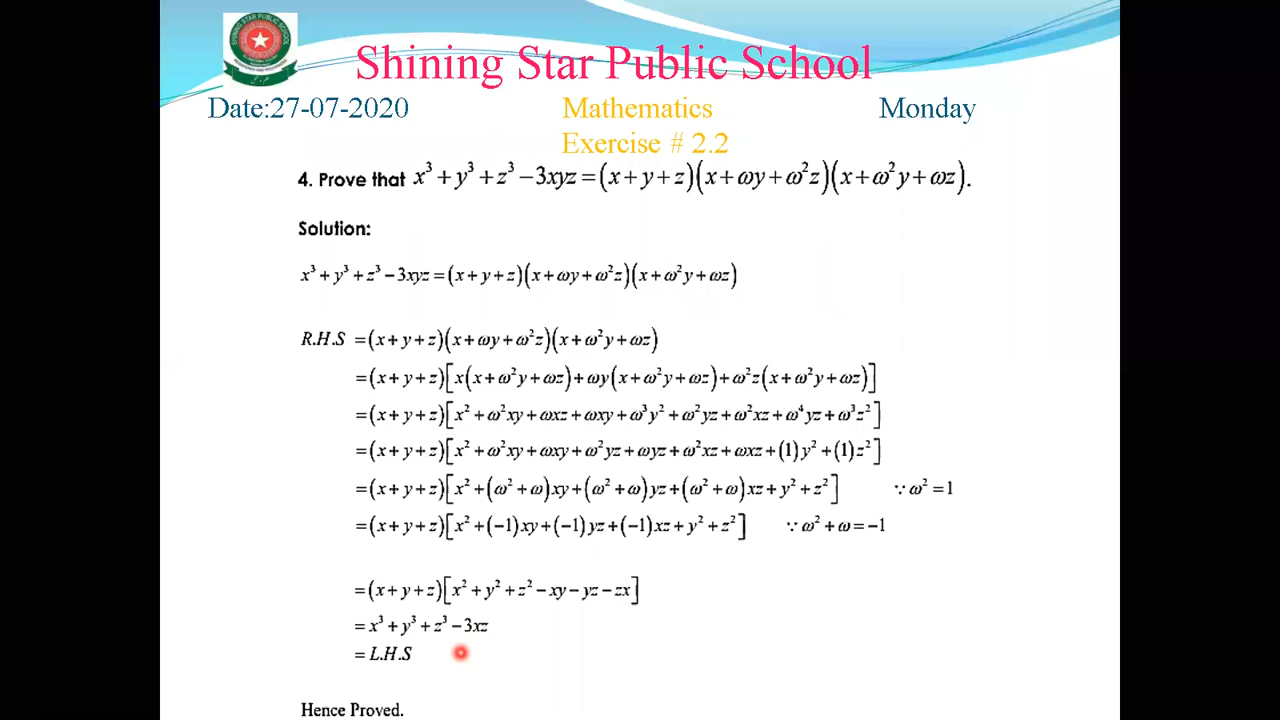 SHINING STAR PUBLIC SCHOOL
Shining Star Public School
Date:27-07-2020 Mathematics Monday
Exercise # 2.2
4. Prove that x³ + y³ + z³ − 3xyz = (x + y + z)(x + ωy + ω²z)(x + ω²y + ωz).
Solution:
x³ + y³ + z³ − 3xyz = (x + y + z)(x + ωy + ω²z)(x + ω²y + ωz)
R.H.S = (x + y + z)(x + ωy + ω²z)(x + ω²y + ωz)
= (x + y + z)[x(x + ω²y + ωz) + ωy(x + ω²y + ωz) + ω²z(x + ω²y + ωz)]
= (x + y + z)[x² + ω²xy + ωxz + ωxy + ω³y² + ω²yz + ω²xz + ω⁴yz + ω³z²]
= (x + y + z)[x² + ω²xy + ωxy + ω²yz + ωyz + ω²xz + ωxz + (1)y² + (1)z²]
= (x + y + z)[x² + (ω² + ω)xy + (ω² + ω)yz + (ω² + ω)xz + y² + z²] ∵ ω² = 1
= (x + y + z)[x² + (−1)xy + (−1)yz + (−1)xz + y² + z²] ∵ ω² + ω = −1
= (x + y + z)[x² + y² + z² − xy − yz − zx]
= x³ + y³ + z³ − 3xz
= L.H.S
Hence Proved.